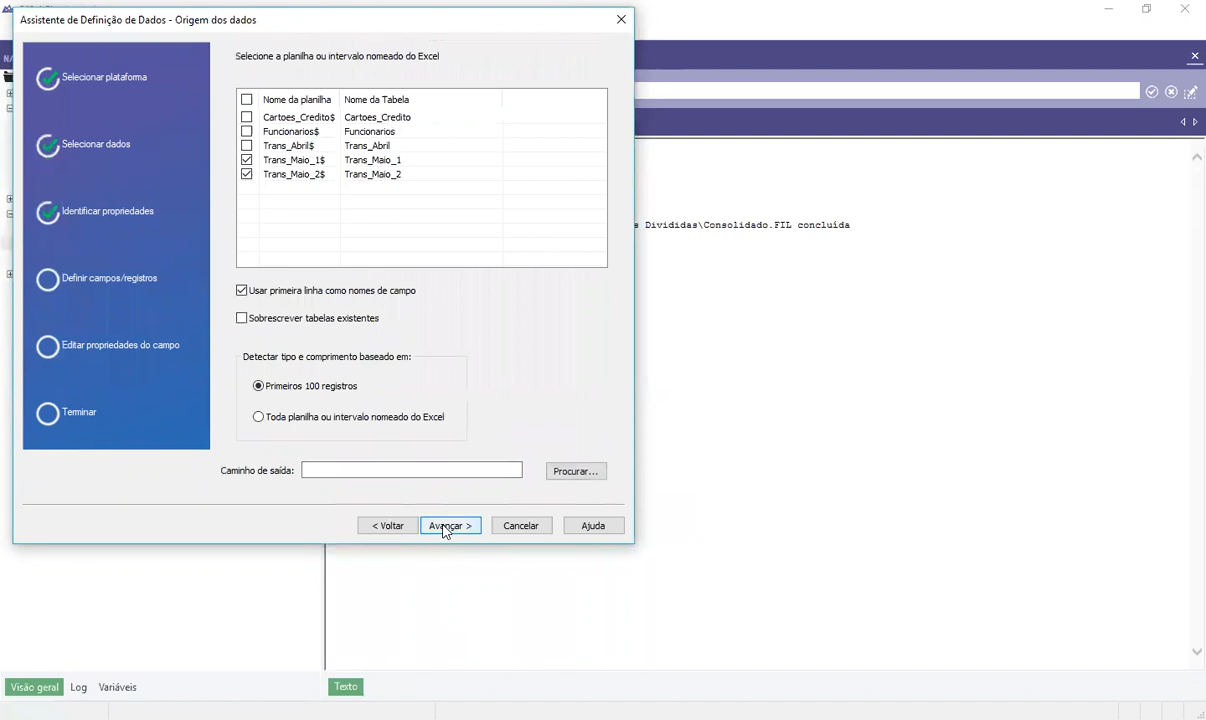 Assistente de Definição de Dados - Origem dos dados
Selecionar plataforma
Selecionar dados
Identificar propriedades
Definir campos/registros
Editar propriedades do campo
Terminar
Selecione a planilha ou intervalo nomeado do Excel
Nome da planilha Nome da Tabela
Cartoes_Credito$ Cartoes_Credito
Funcionarios$ Funcionarios
Trans_Abril$ Trans_Abril
Trans_Maio_1$ Trans_Maio_1
Trans_Maio_2$ Trans_Maio_2
Usar primeira linha como nomes de campo
Sobrescrever tabelas existentes
Detectar tipo e comprimento baseado em:
Primeiros 100 registros
Toda planilha ou intervalo nomeado do Excel
Caminho de saída: Procurar...
< Voltar Avançar > Cancelar Ajuda
s Divididas\Consolidado.FIL concluída
Visão geral Log Variáveis Texto